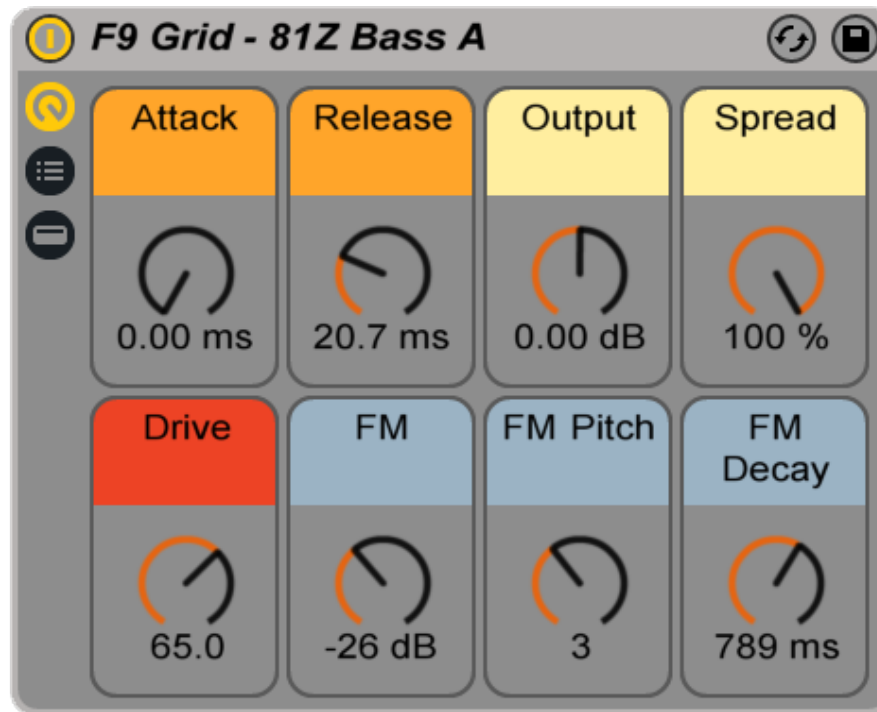 F9 Grid - 81Z Bass A
Attack
Release
Output
Spread
0.00 ms
20.7 ms
0.00 dB
100 %
Drive
FM
FM Pitch
FM
Decay
65.0
-26 dB
3
789 ms